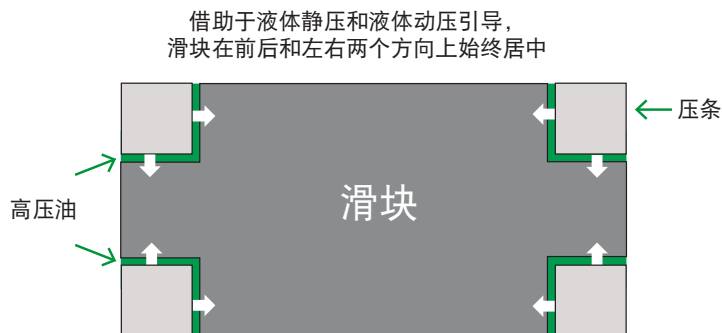 借助于液体静压和液体动压引导，
滑块在前后和左右两个方向上始终居中
压条
滑块
高压油